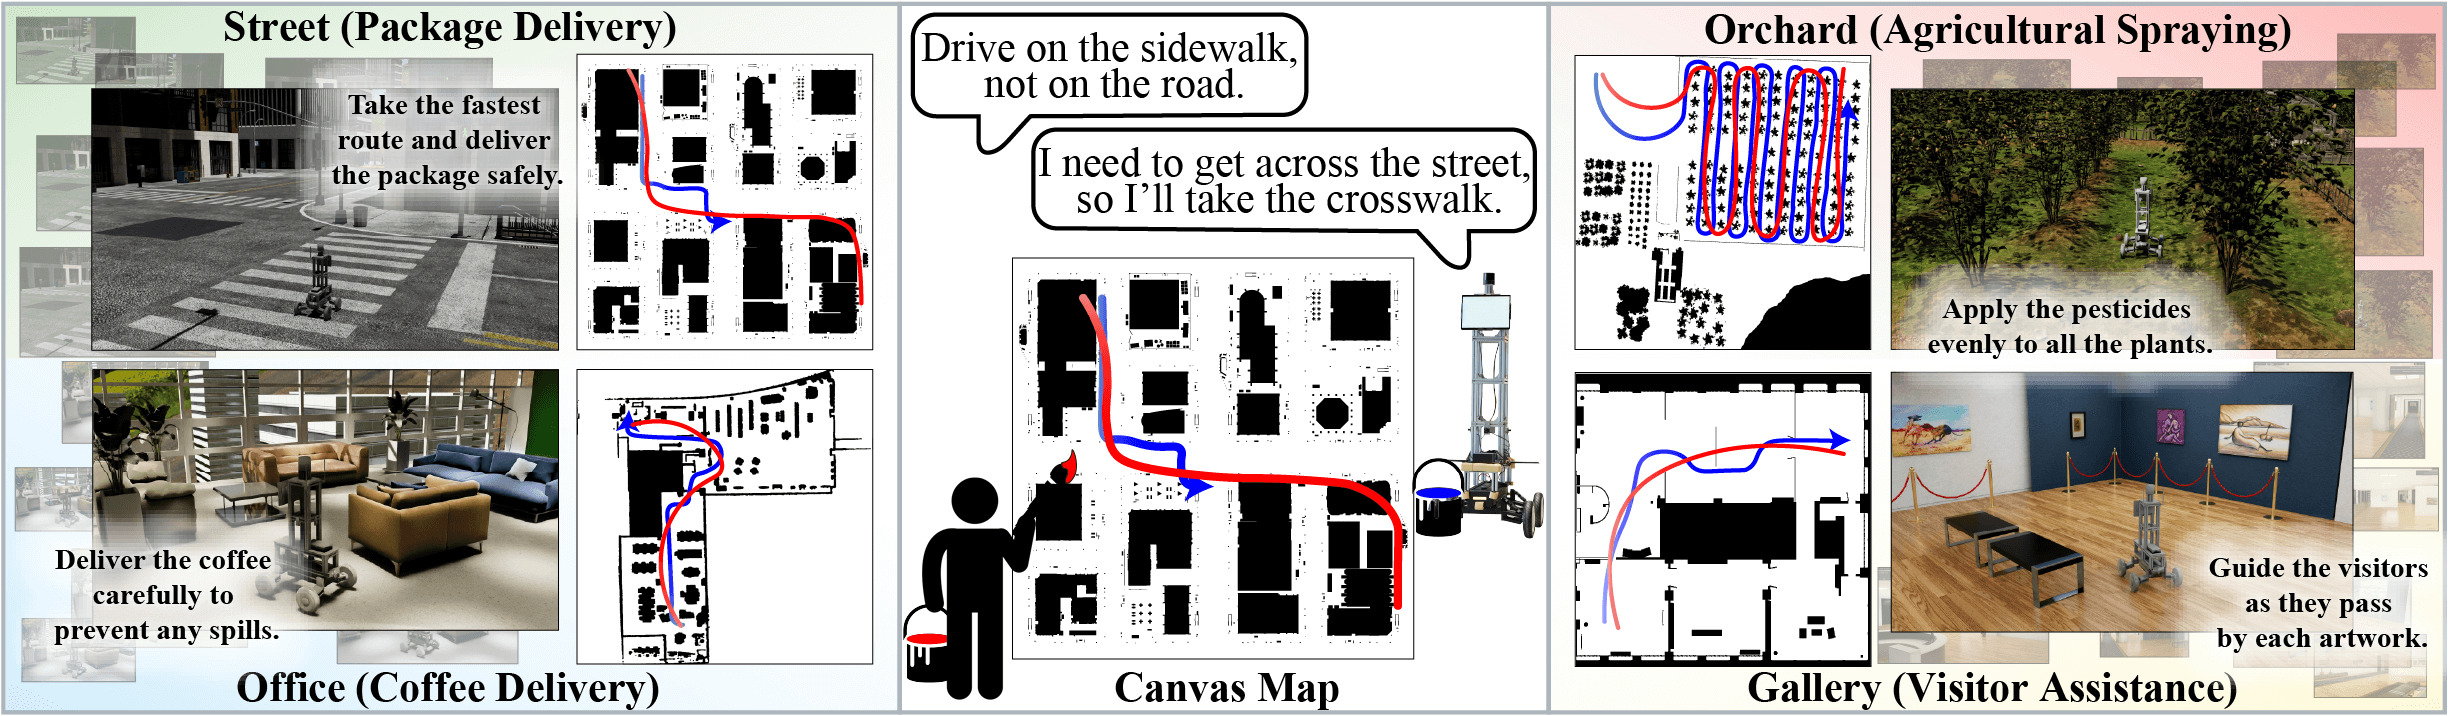 Street (Package Delivery)
Take the fastest
route and deliver
the package safely.
Deliver the coffee
carefully to
prevent any spills.
Office (Coffee Delivery)
Drive on the sidewalk,
not on the road.
I need to get across the street,
so I'll take the crosswalk.
Canvas Map
Orchard (Agricultural Spraying)
Apply the pesticides
evenly to all the plants.
Guide the visitors
as they pass
by each artwork.
Gallery (Visitor Assistance)